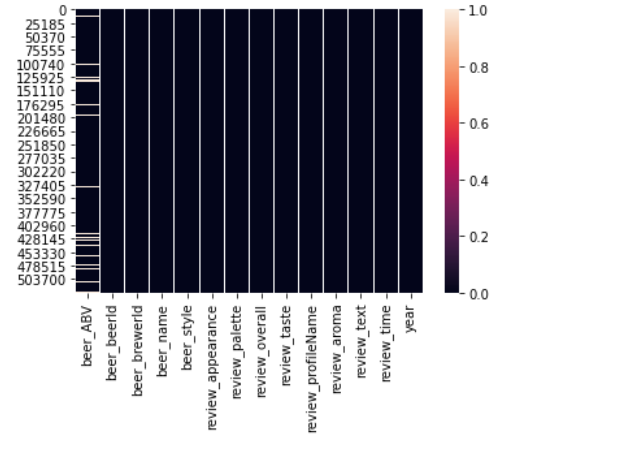 0
25185
50370
75555
100740
125925
151110
176295
201480
226665
251850
277035
302220
327405
352590
377775
402960
428145
453330
478515
503700
1.0
0.8
0.6
0.4
0.2
0.0
beer_ABV
beer_beerId
beer_brewerId
beer_name
beer_style
review_appearance
review_palette
review_overall
review_taste
review_profileName
review_aroma
review_text
review_time
year